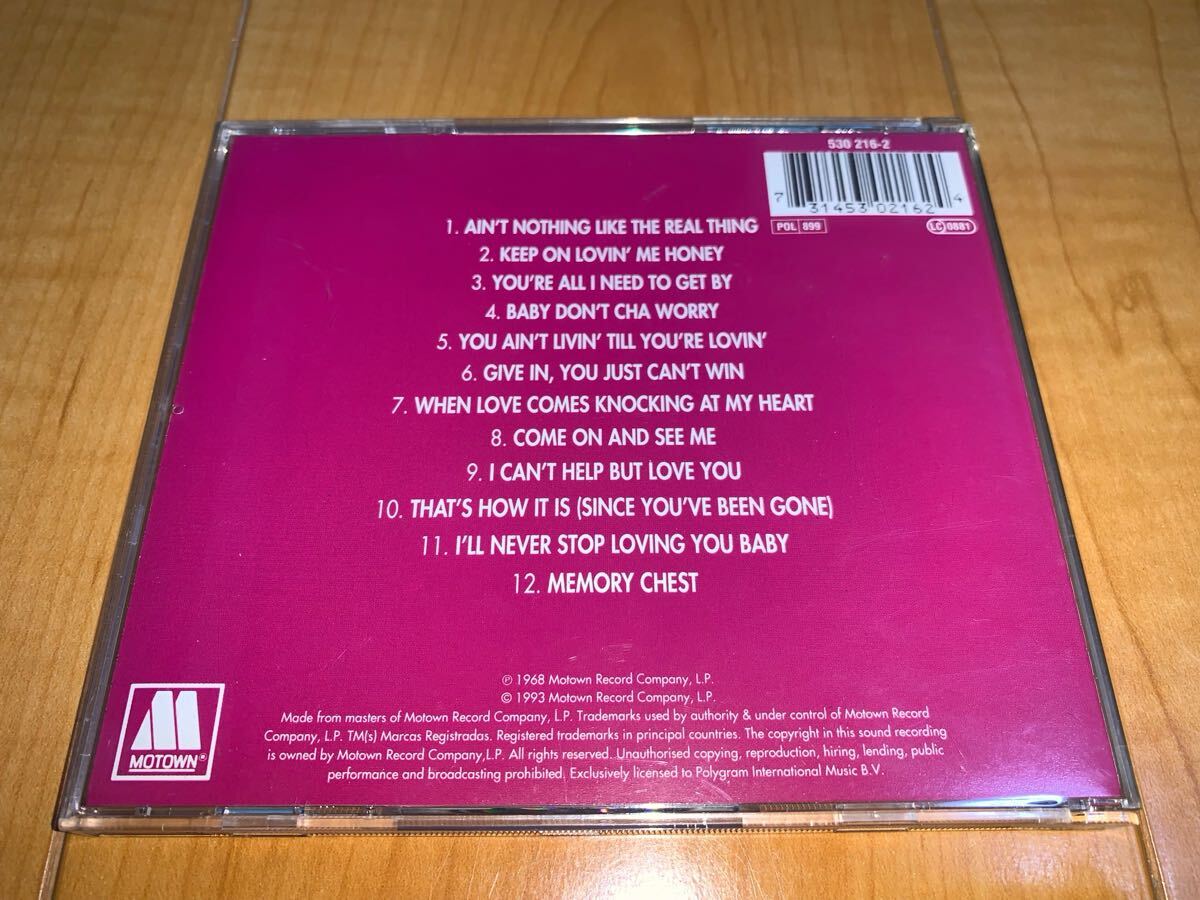 530 216-2
7 31453 02162 4
POL 899
LC 0881
1. AIN'T NOTHING LIKE THE REAL THING
2. KEEP ON LOVIN' ME HONEY
3. YOU'RE ALL I NEED TO GET BY
4. BABY DON'T CHA WORRY
5. YOU AIN'T LIVIN' TILL YOU'RE LOVIN'
6. GIVE IN, YOU JUST CAN'T WIN
7. WHEN LOVE COMES KNOCKING AT MY HEART
8. COME ON AND SEE ME
9. I CAN'T HELP BUT LOVE YOU
10. THAT'S HOW IT IS (SINCE YOU'VE BEEN GONE)
11. I'LL NEVER STOP LOVING YOU BABY
12. MEMORY CHEST
℗ 1968 Motown Record Company, L.P.
© 1993 Motown Record Company, L.P.
Made from masters of Motown Record Company, L.P. Trademarks used by authority & under control of Motown Record
Company, L.P. TM(s) Marcas Registradas. Registered trademarks in principal countries. The copyright in this sound recording
is owned by Motown Record Company,L.P. All rights reserved. Unauthorised copying, reproduction, hiring, lending, public
performance and broadcasting prohibited. Exclusively licensed to Polygram International Music B.V.
MOTOWN®